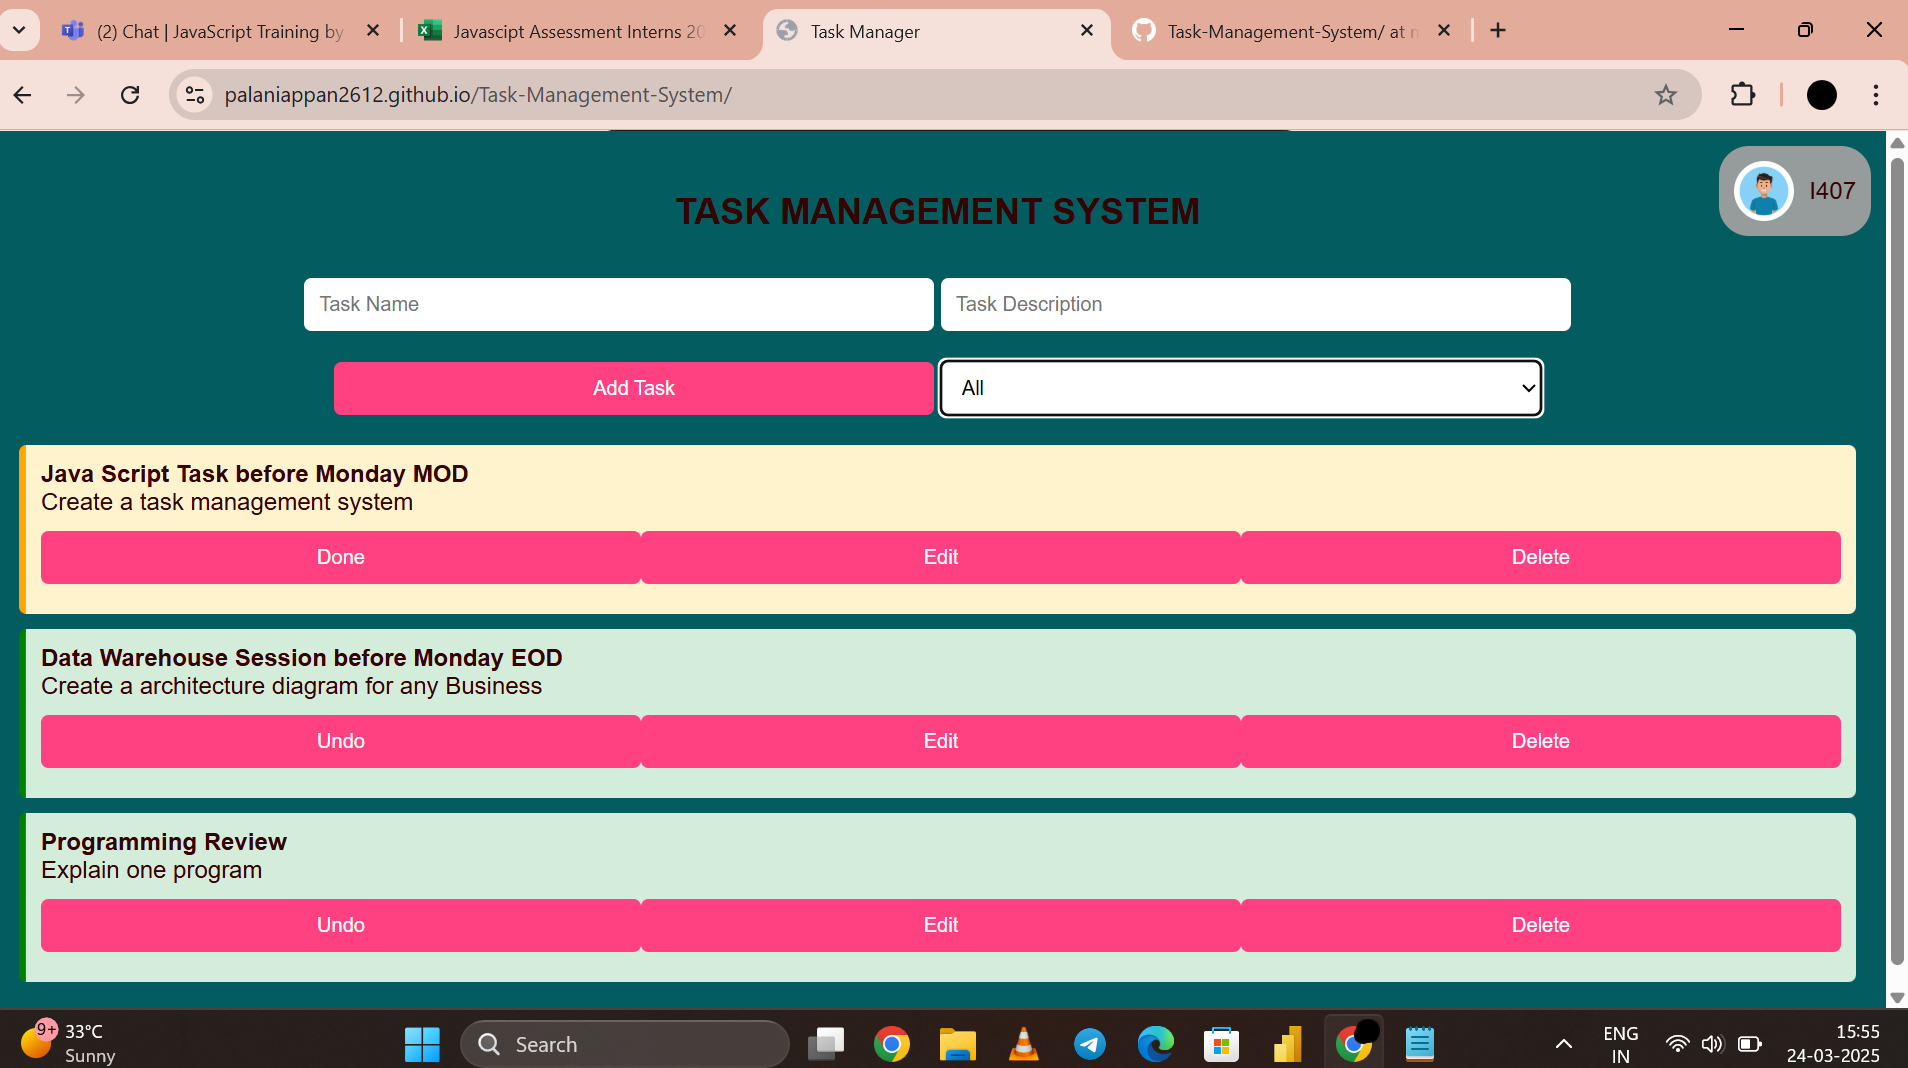 (2) Chat | JavaScript Training by
Javascipt Assessment Interns 20
Task Manager
Task-Management-System/ at m
palaniappan2612.github.io/Task-Management-System/
I407
TASK MANAGEMENT SYSTEM
Task Name
Task Description
Add Task
All
Java Script Task before Monday MOD
Create a task management system
Done
Edit
Delete
Data Warehouse Session before Monday EOD
Create a architecture diagram for any Business
Undo
Edit
Delete
Programming Review
Explain one program
Undo
Edit
Delete
9+
33°C
Sunny
Search
ENG
IN
15:55
24-03-2025